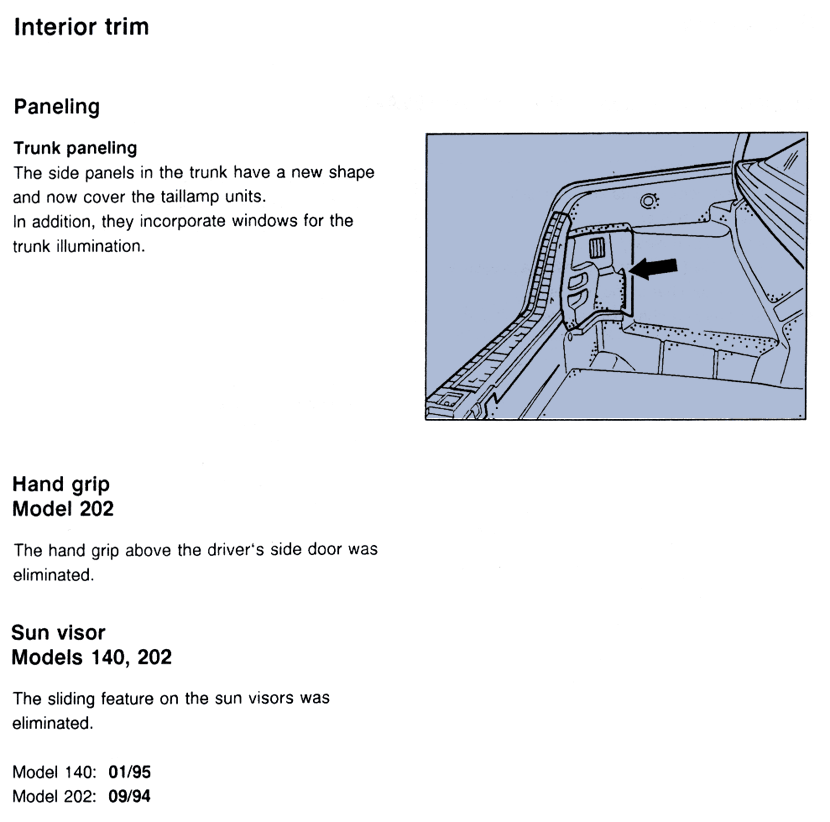 Interior trim
Paneling
Trunk paneling
The side panels in the trunk have a new shape
and now cover the taillamp units.
In addition, they incorporate windows for the
trunk illumination.
Hand grip
Model 202
The hand grip above the driver's side door was
eliminated.
Sun visor
Models 140, 202
The sliding feature on the sun visors was
eliminated.
Model 140: 01/95
Model 202: 09/94